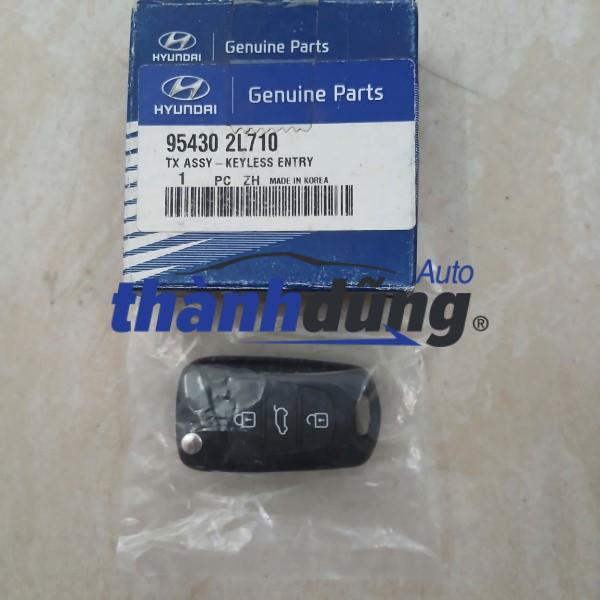 HYUNDAI Genuine Parts
HYUNDAI Genuine Parts
95430 2L710
TX ASSY - KEYLESS ENTRY
1 PC ZH MADE IN KOREA
Auto
thànhdũng®